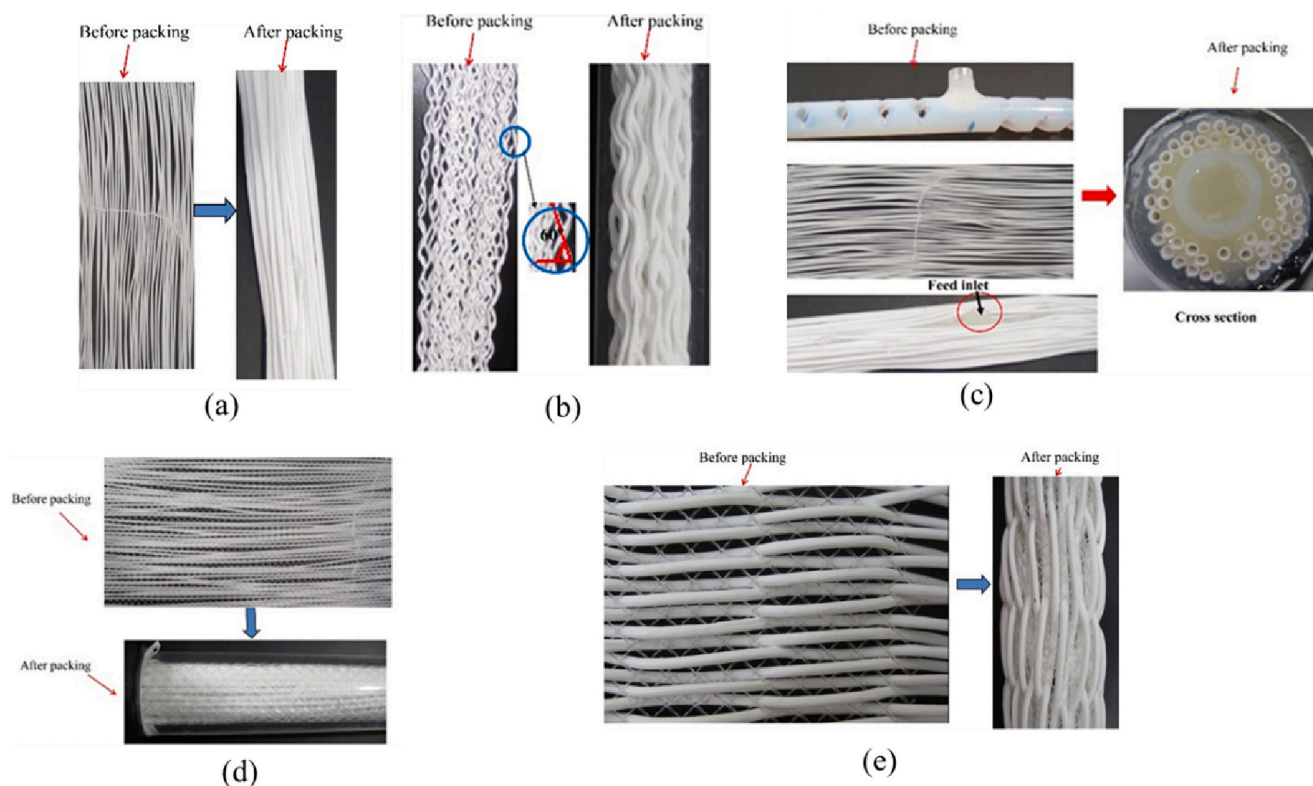 Before packing
After packing
(a)
Before packing
After packing
60
(b)
Before packing
After packing
Feed inlet
Cross section
(c)
Before packing
After packing
(d)
Before packing
After packing
(e)